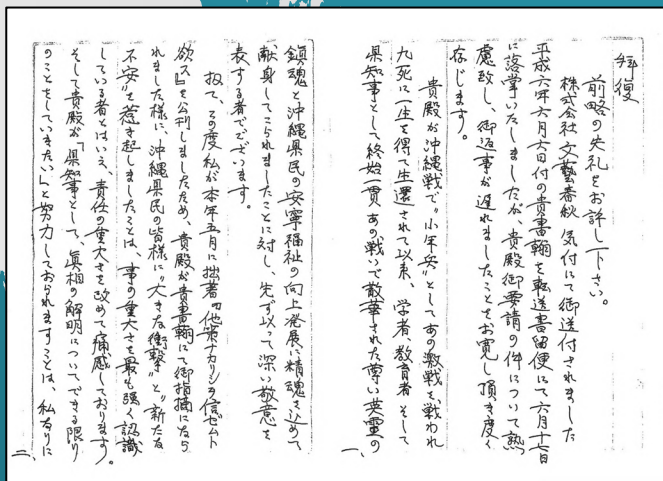 拝復
前略の失礼をお許し下さい。
株式会社文藝春秋気付にて御送付されました
平成六年六月六日付の貴書翰を転送書留便にて六月十七日
に落掌いたしましたが、貴殿御要請の件について熟
慮致し、御返事が遅れましたことをお寛し頂き度く
存じます。
貴殿が沖縄戦で"少年兵"としてあの激戦を戦われ
九死に一生を得て生還されて以来、学者、教育者そして
県知事として終始一貫あの戦いで散華された尊い英霊の
一、
鎮魂と沖縄県民の安寧福祉の向上発展に精魂を込めて
献身してこられましたことに対し、先ず以って深い敬意を
表する者でございます。
扨て、この度私が本年五月に拙著『他策ナカリシヲ信ゼムト
欲ス』を公刊しましたため、貴殿が貴書翰にて御指摘になら
れました様に、沖縄県民の皆様に"大きな衝撃"と"新たな
不安"を惹き起しましたことは、事の重大さを最も強く認識
している者とはいえ、責任の重大さを改めて痛感しております。
そして貴殿が「県知事として、真相の解明についてできる限り
のことをしていきたい」と努力しておられますことは、私なりに
二、